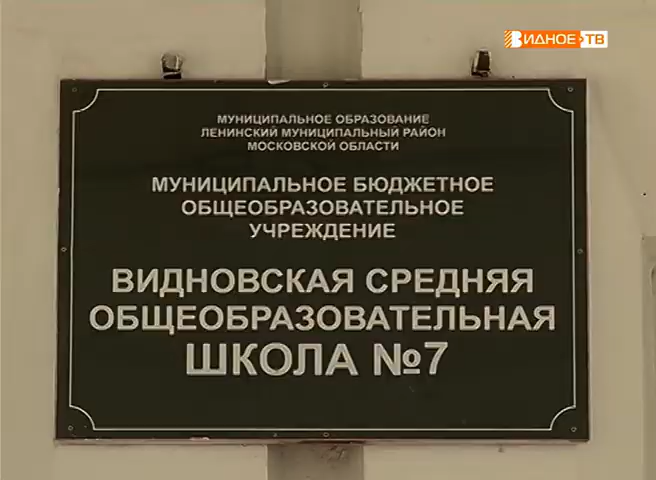 ВИДНОЕ ТВ
МУНИЦИПАЛЬНОЕ ОБРАЗОВАНИЕ
ЛЕНИНСКИЙ МУНИЦИПАЛЬНЫЙ РАЙОН
МОСКОВСКОЙ ОБЛАСТИ
МУНИЦИПАЛЬНОЕ БЮДЖЕТНОЕ
ОБЩЕОБРАЗОВАТЕЛЬНОЕ
УЧРЕЖДЕНИЕ
ВИДНОВСКАЯ СРЕДНЯЯ
ОБЩЕОБРАЗОВАТЕЛЬНАЯ
ШКОЛА №7